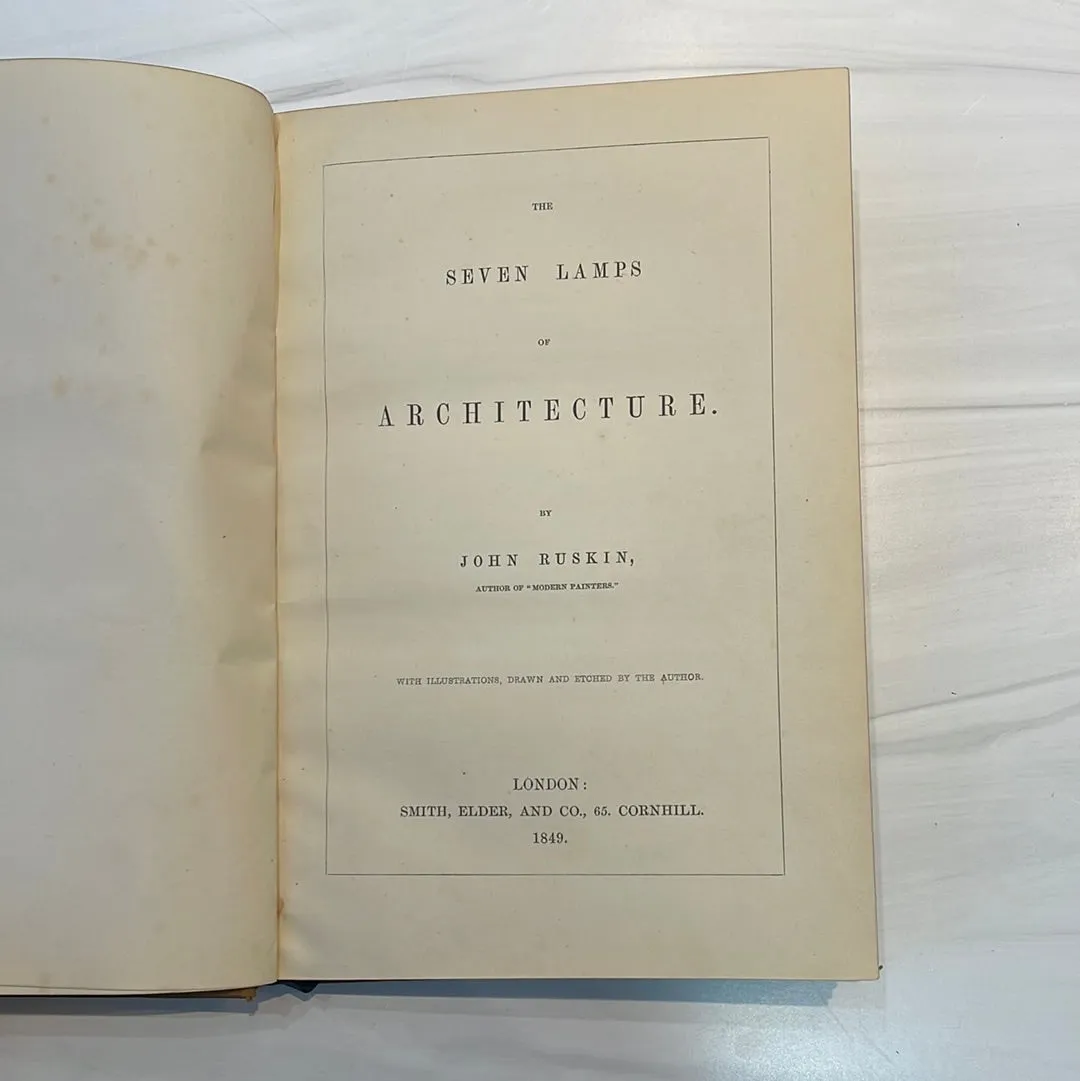 THE
SEVEN LAMPS
OF
ARCHITECTURE.
BY
JOHN RUSKIN,
AUTHOR OF "MODERN PAINTERS."
WITH ILLUSTRATIONS, DRAWN AND ETCHED BY THE AUTHOR.
LONDON:
SMITH, ELDER, AND CO., 65. CORNHILL.
1849.